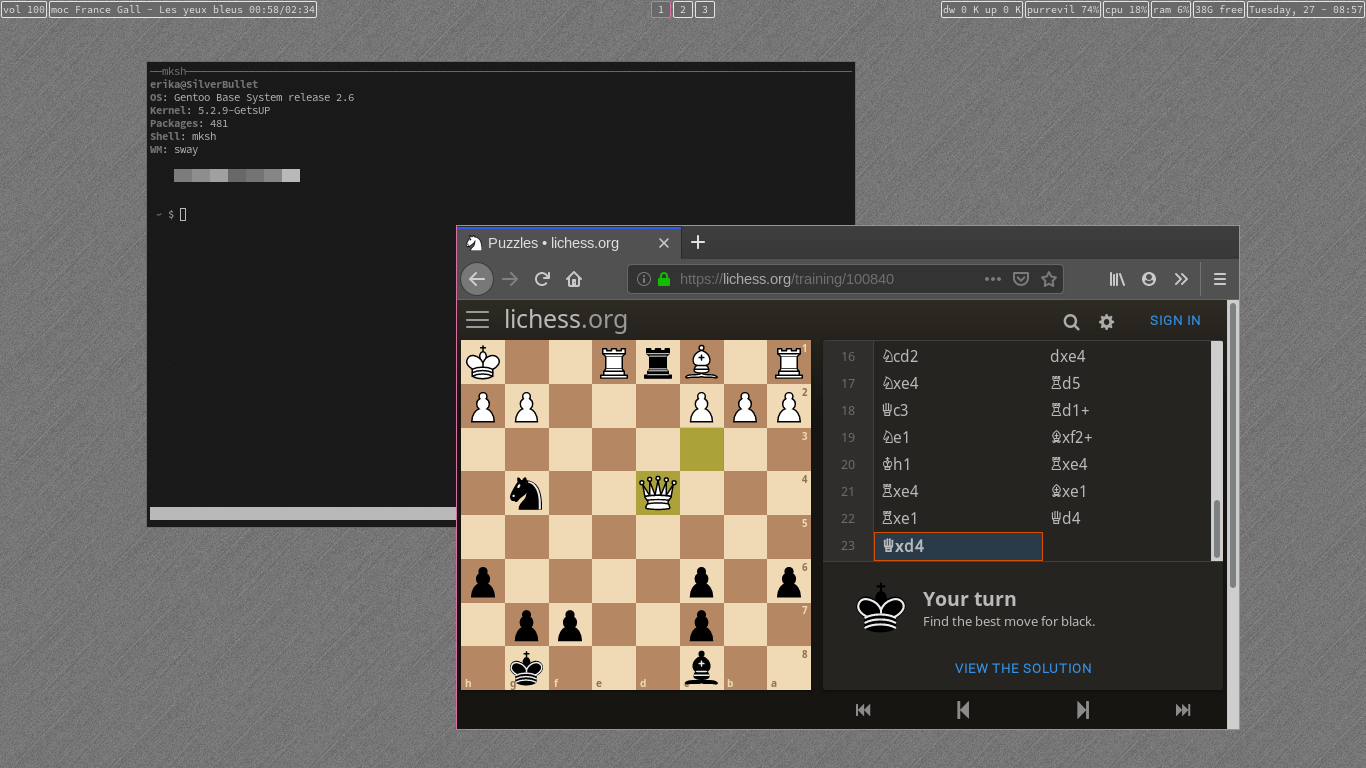 vol 100 moc France Gall - Les yeux bleus 00:58/02:34 1 2 3 dw 0 K up 0 K purrevil 74% cpu 18% ram 6% 38G free Tuesday, 27 - 08:57
mksh
erika@SilverBullet
OS: Gentoo Base System release 2.6
Kernel: 5.2.9-GetsUP
Packages: 481
Shell: mksh
WM: sway
~ $
Puzzles • lichess.org
https://lichess.org/training/100840
lichess.org SIGN IN
1
2
3
4
5
6
7
8
h g f e d c b a
16 ♘cd2 dxe4
17 ♘xe4 ♖d5
18 ♕c3 ♖d1+
19 ♘e1 ♗xf2+
20 ♔h1 ♖xe4
21 ♖xe4 ♗xe1
22 ♖xe1 ♕d4
23 ♕xd4
Your turn
Find the best move for black.
VIEW THE SOLUTION